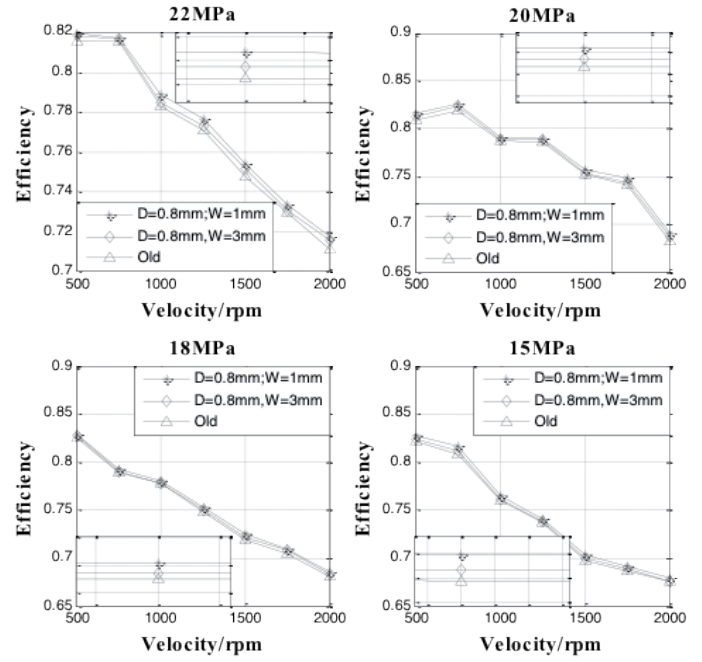 22MPa
Efficiency
0.82
0.8
0.78
0.76
0.74
0.72
0.7
D=0.8mm;W=1mm
D=0.8mm,W=3mm
Old
500 1000 1500 2000
Velocity/rpm
20MPa
Efficiency
0.9
0.85
0.8
0.75
0.7
0.65
D=0.8mm;W=1mm
D=0.8mm,W=3mm
Old
500 1000 1500 2000
Velocity/rpm
18MPa
Efficiency
0.9
0.85
0.8
0.75
0.7
0.65
D=0.8mm;W=1mm
D=0.8mm,W=3mm
Old
500 1000 1500 2000
Velocity/rpm
15MPa
Efficiency
0.9
0.85
0.8
0.75
0.7
0.65
D=0.8mm;W=1mm
D=0.8mm,W=3mm
Old
500 1000 1500 2000
Velocity/rpm